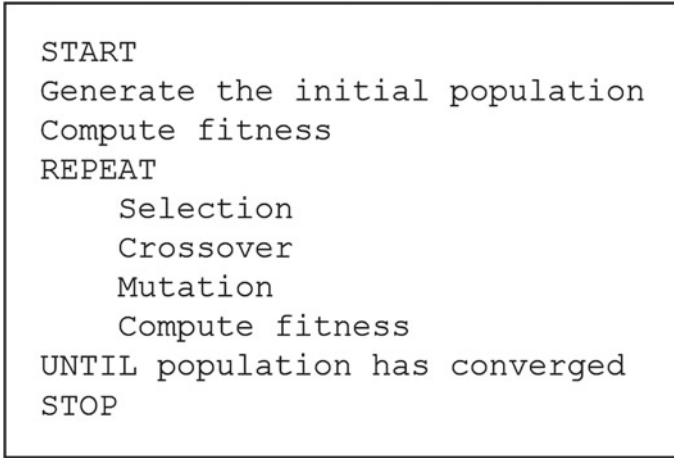 START
Generate the initial population
Compute fitness
REPEAT
    Selection
    Crossover
    Mutation
    Compute fitness
UNTIL population has converged
STOP